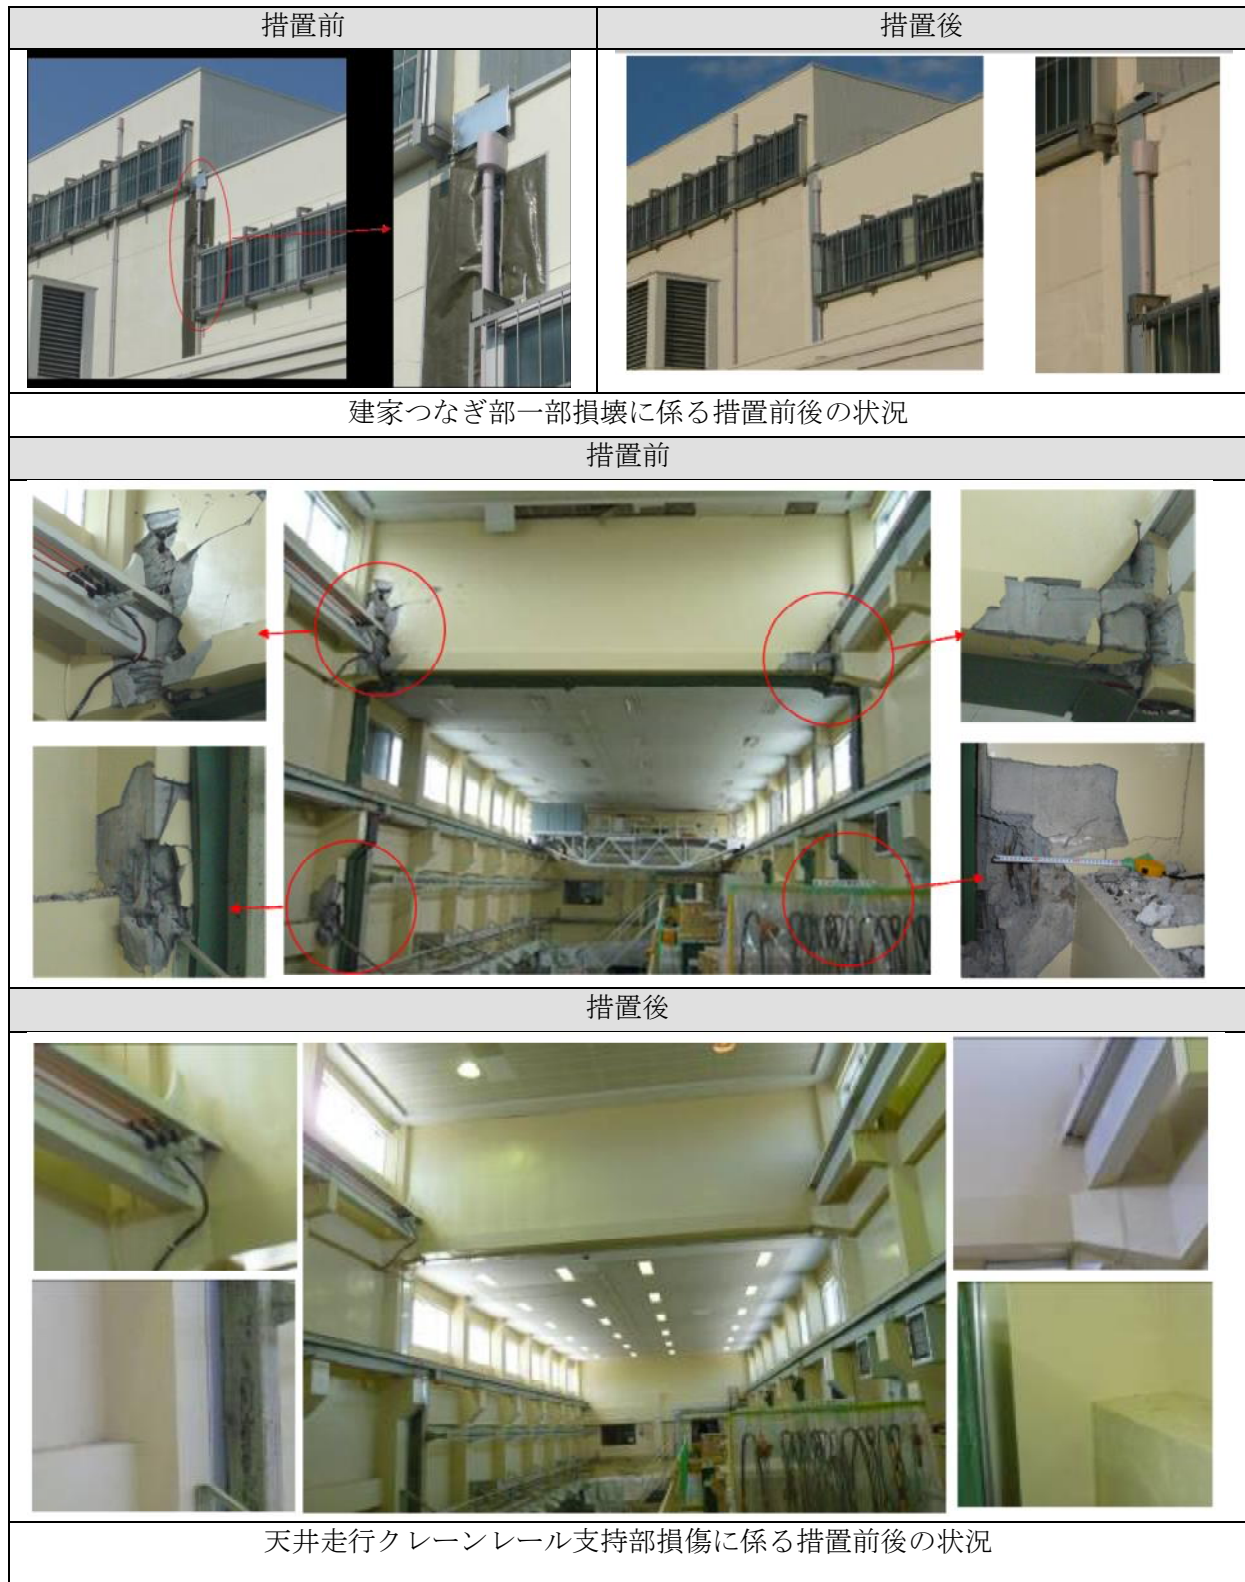 措置前
措置後
建家つなぎ部一部損壊に係る措置前後の状況
措置前
措置後
天井走行クレーンレール支持部損傷に係る措置前後の状況